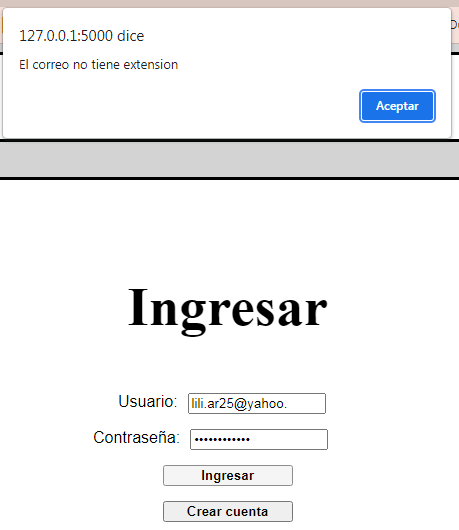 127.0.0.1:5000 dice
El correo no tiene extension
Aceptar
Ingresar
Usuario: lili.ar25@yahoo.
Contraseña: ••••••••••••
Ingresar
Crear cuenta